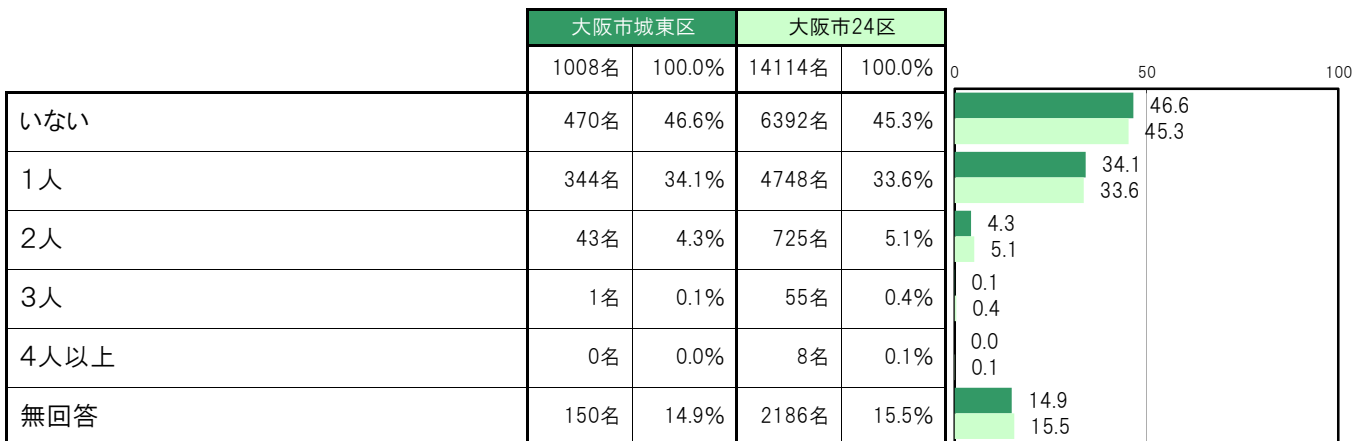 大阪市城東区 大阪市24区
1008名 100.0% 14114名 100.0% 0 50 100
いない 470名 46.6% 6392名 45.3% 46.6
45.3
1人 344名 34.1% 4748名 33.6% 34.1
33.6
2人 43名 4.3% 725名 5.1% 4.3
5.1
3人 1名 0.1% 55名 0.4% 0.1
0.4
4人以上 0名 0.0% 8名 0.1% 0.0
0.1
無回答 150名 14.9% 2186名 15.5% 14.9
15.5